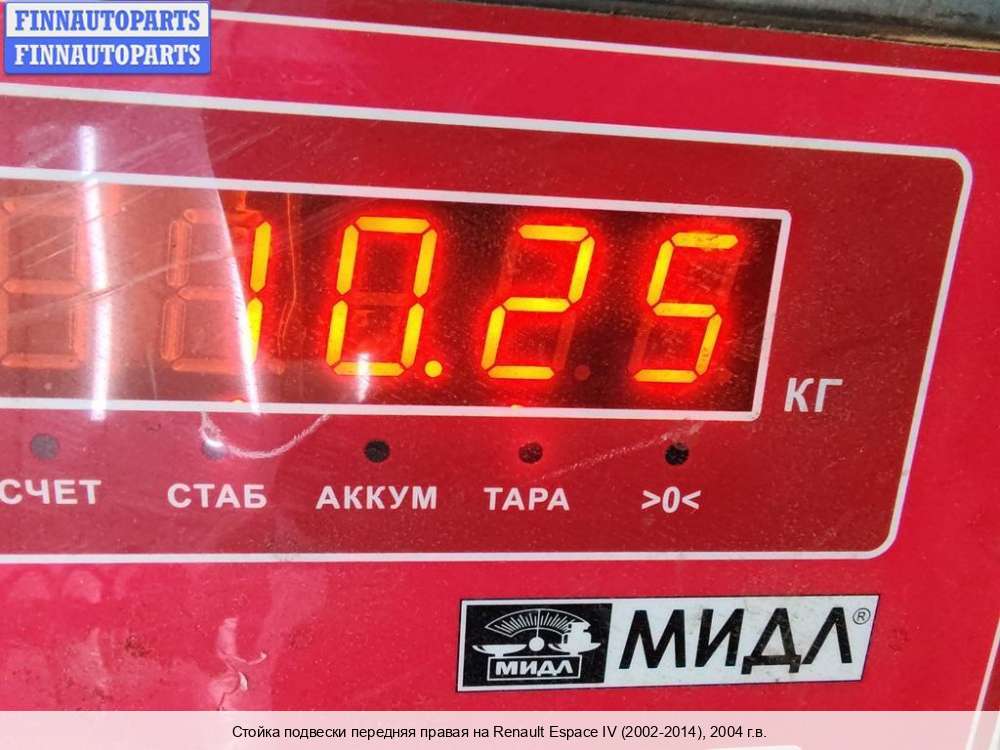 FINNAUTOPARTS
FINNAUTOPARTS
10.25
КГ
СЧЕТ СТАБ АККУМ ТАРА >0<
МИДЛ МИДЛ®
Стойка подвески передняя правая на Renault Espace IV (2002-2014), 2004 г.в.